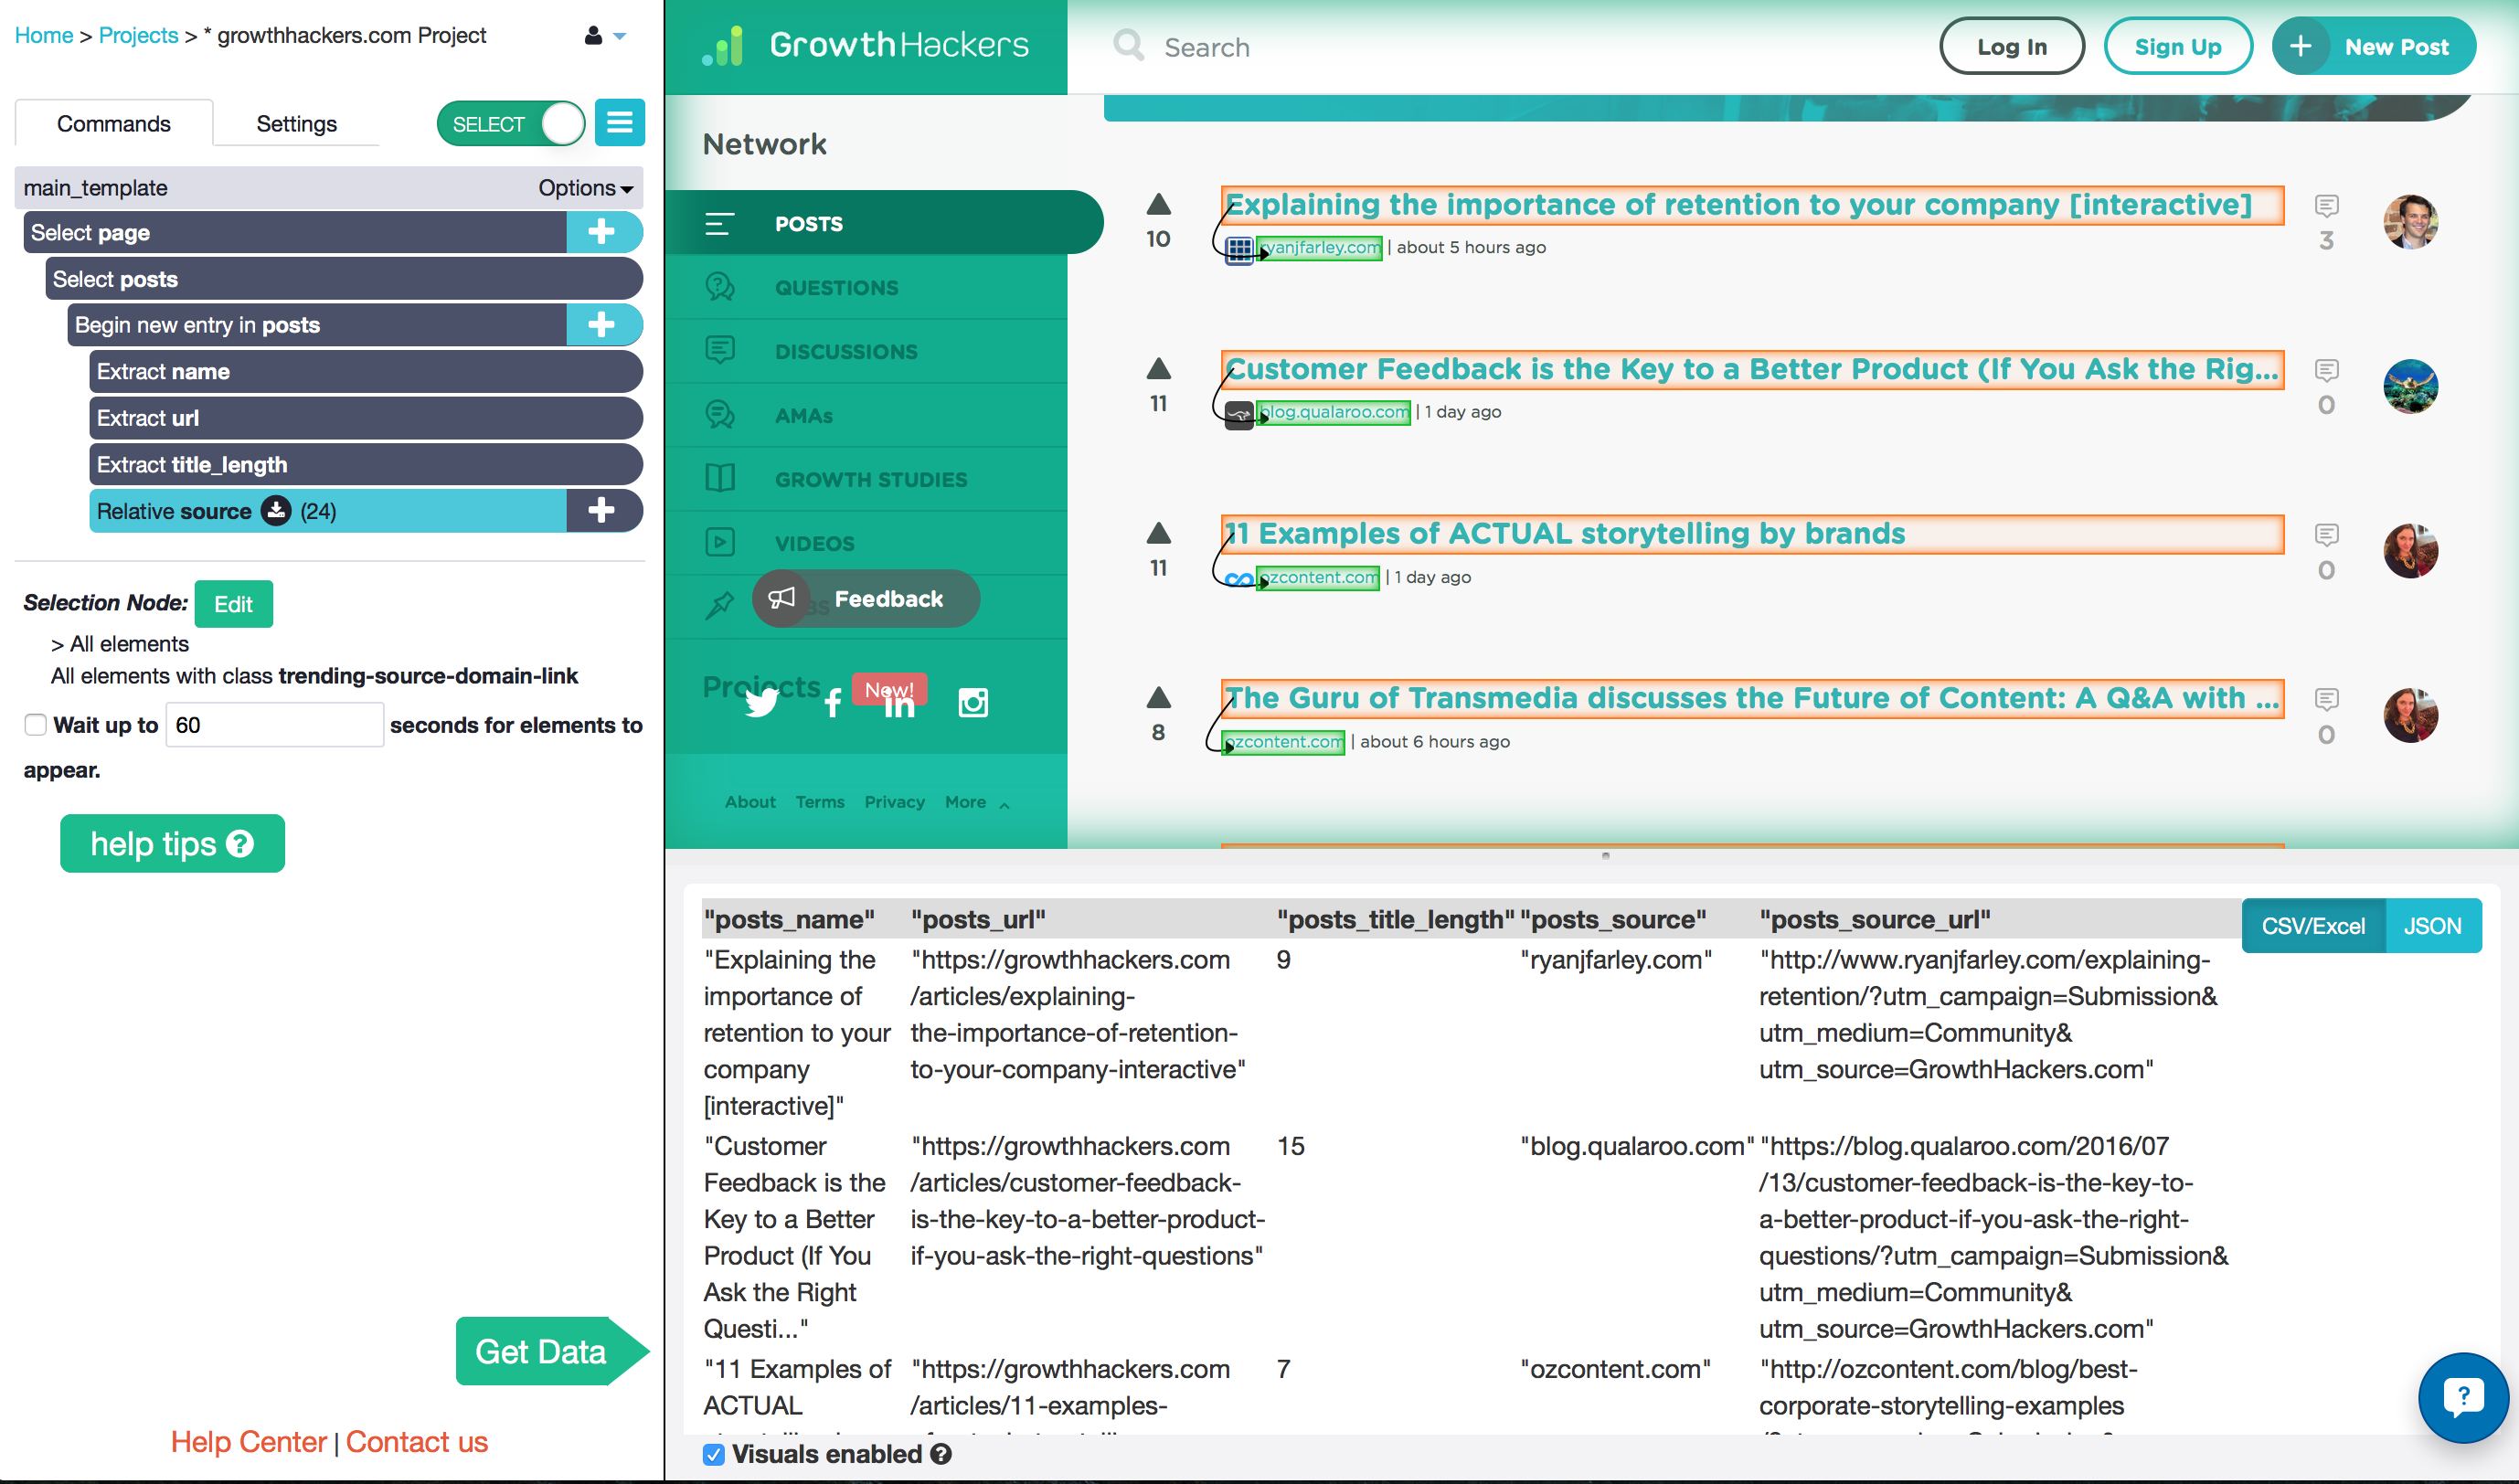 Home > Projects > * growthhackers.com Project
Commands
Settings
SELECT
main_template
Options
Select page
Select posts
Begin new entry in posts
Extract name
Extract url
Extract title_length
Relative source (24)
Selection Node: Edit
> All elements
All elements with class trending-source-domain-link
Wait up to 60 seconds for elements to
appear.
help tips ?
Get Data
Help Center | Contact us
GrowthHackers
Search
Log In
Sign Up
+ New Post
Network
POSTS
QUESTIONS
DISCUSSIONS
AMAs
GROWTH STUDIES
VIDEOS
Feedback
Projects
New!
About Terms Privacy More
10
Explaining the importance of retention to your company [interactive]
ryanjfarley.com | about 5 hours ago
3
11
Customer Feedback is the Key to a Better Product (If You Ask the Rig...
blog.qualaroo.com | 1 day ago
0
11
11 Examples of ACTUAL storytelling by brands
ozcontent.com | 1 day ago
0
8
The Guru of Transmedia discusses the Future of Content: A Q&A with ...
ozcontent.com | about 6 hours ago
0
"posts_name" "posts_url" "posts_title_length" "posts_source" "posts_source_url"
CSV/Excel JSON
"Explaining the
importance of
retention to your
company
[interactive]"
"https://growthhackers.com
/articles/explaining-
the-importance-of-retention-
to-your-company-interactive"
9
"ryanjfarley.com"
"http://www.ryanjfarley.com/explaining-
retention/?utm_campaign=Submission&
utm_medium=Community&
utm_source=GrowthHackers.com"
"Customer
Feedback is the
Key to a Better
Product (If You
Ask the Right
Questi..."
"https://growthhackers.com
/articles/customer-feedback-
is-the-key-to-a-better-product-
if-you-ask-the-right-questions"
15
"blog.qualaroo.com"
"https://blog.qualaroo.com/2016/07
/13/customer-feedback-is-the-key-to-
a-better-product-if-you-ask-the-right-
questions/?utm_campaign=Submission&
utm_medium=Community&
utm_source=GrowthHackers.com"
"11 Examples of
ACTUAL
"https://growthhackers.com
/articles/11-examples-
7
"ozcontent.com"
"http://ozcontent.com/blog/best-
corporate-storytelling-examples
Visuals enabled ?